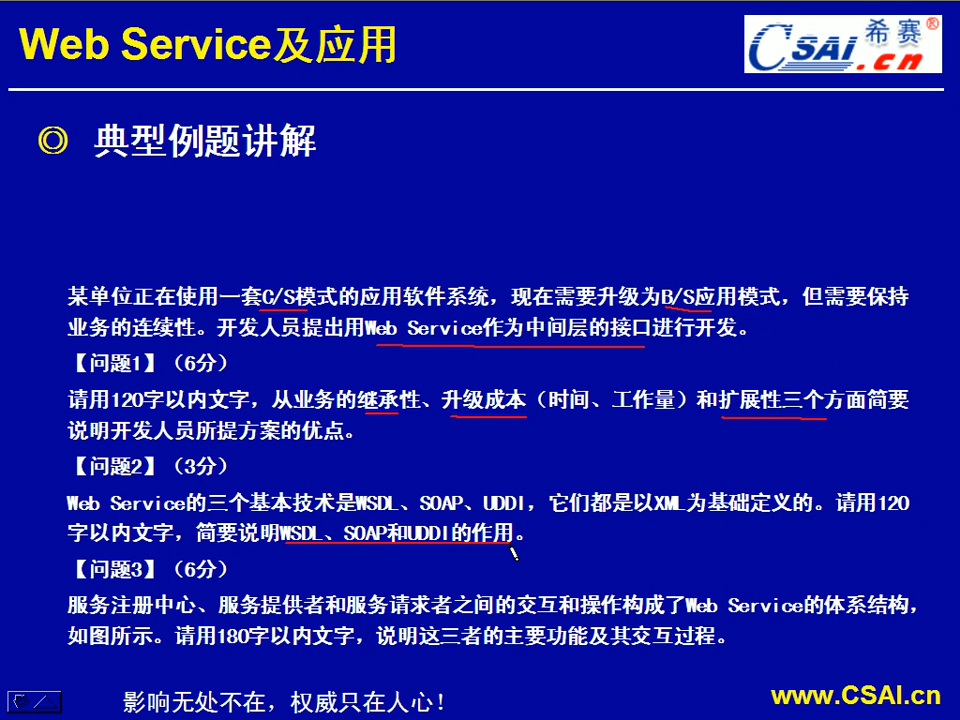 Web Service及应用
CSAI.cn 希赛®
◎ 典型例题讲解
某单位正在使用一套C/S模式的应用软件系统，现在需要升级为B/S应用模式，但需要保持
业务的连续性。开发人员提出用Web Service作为中间层的接口进行开发。
【问题1】（6分）
请用120字以内文字，从业务的继承性、升级成本（时间、工作量）和扩展性三个方面简要
说明开发人员所提方案的优点。
【问题2】（3分）
Web Service的三个基本技术是WSDL、SOAP、UDDI，它们都是以XML为基础定义的。请用120
字以内文字，简要说明WSDL、SOAP和UDDI的作用。
【问题3】（6分）
服务注册中心、服务提供者和服务请求者之间的交互和操作构成了Web Service的体系结构，
如图所示。请用180字以内文字，说明这三者的主要功能及其交互过程。
影响无处不在，权威只在人心！
www.CSAI.cn